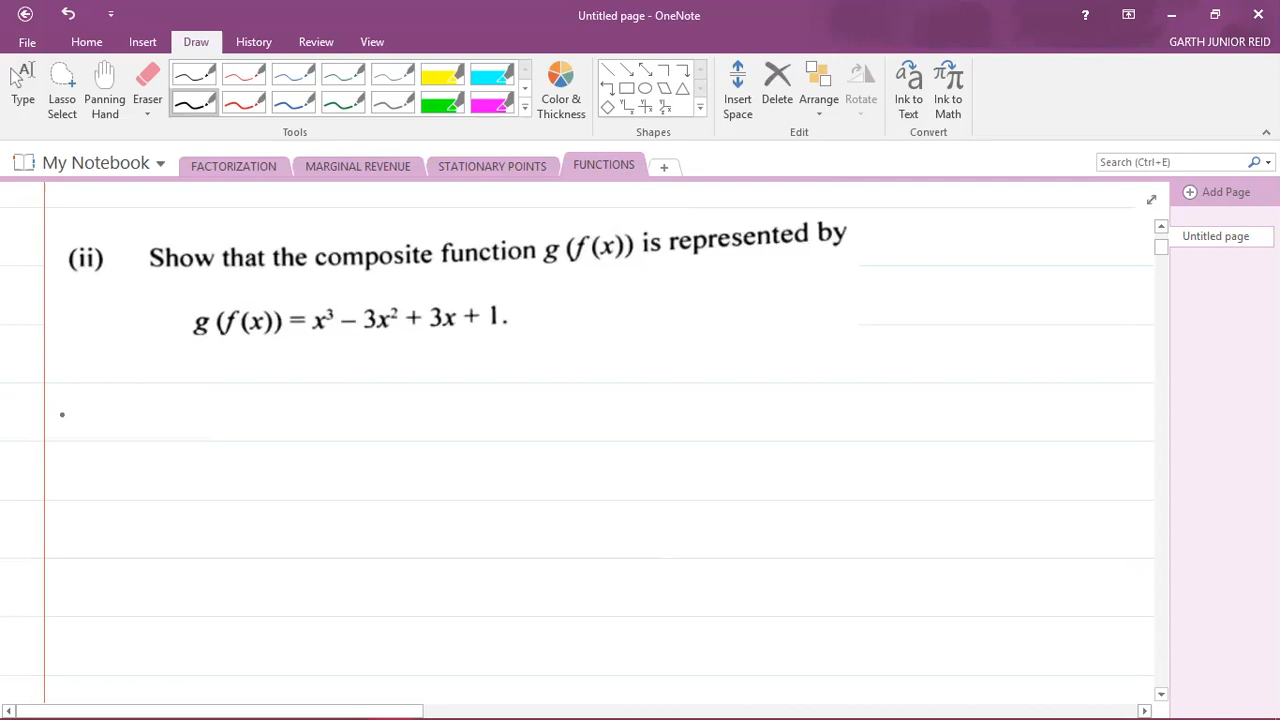 Untitled page - OneNote
?
File Home Insert Draw History Review View GARTH JUNIOR REID
Type
Lasso Select
Panning Hand
Eraser
Color & Thickness
Insert Space
Delete
Arrange
Rotate
Ink to Text
Ink to Math
Tools Shapes Edit Convert
My Notebook FACTORIZATION MARGINAL REVENUE STATIONARY POINTS FUNCTIONS Search (Ctrl+E)
Add Page
Untitled page
(ii) Show that the composite function g (f (x)) is represented by
g (f (x)) = x³ – 3x² + 3x + 1.